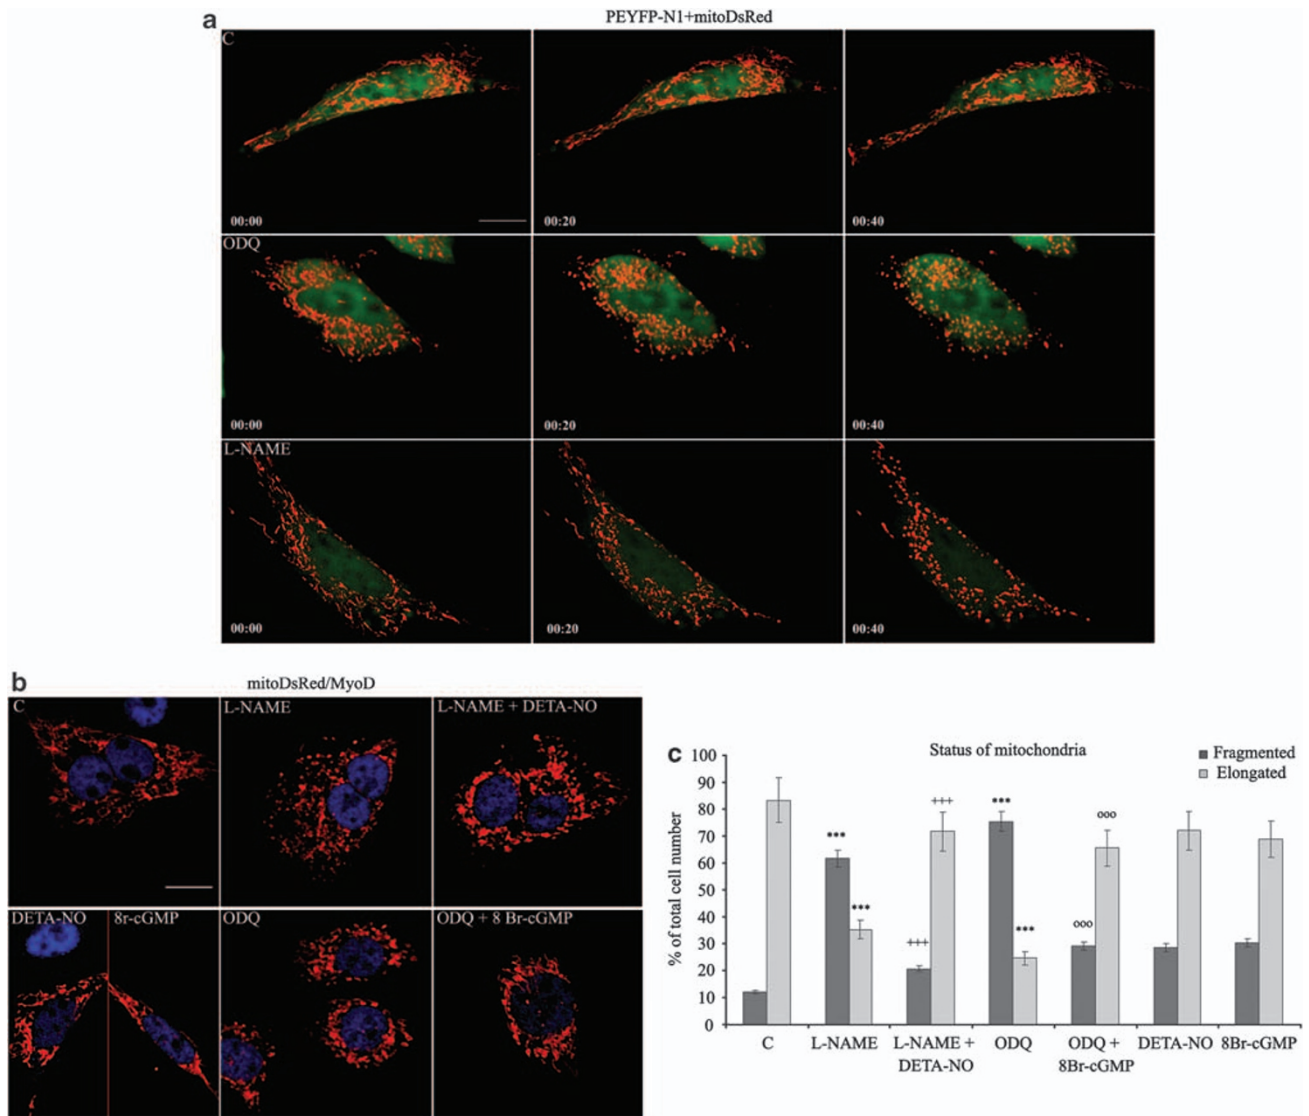 a
PEYFP-N1+mitoDsRed
C
00:00
00:20
00:40
ODQ
00:00
00:20
00:40
L-NAME
00:00
00:20
00:40
b
mitoDsRed/MyoD
C
L-NAME
L-NAME + DETA-NO
DETA-NO
8r-cGMP
ODQ
ODQ + 8 Br-cGMP
c
Status of mitochondria
Fragmented
Elongated
% of total cell number
100
90
80
70
60
50
40
30
20
10
0
***
***
+++
+++
***
***
ooo
ooo
C
L-NAME
L-NAME +
DETA-NO
ODQ
ODQ +
8Br-cGMP
DETA-NO
8Br-cGMP